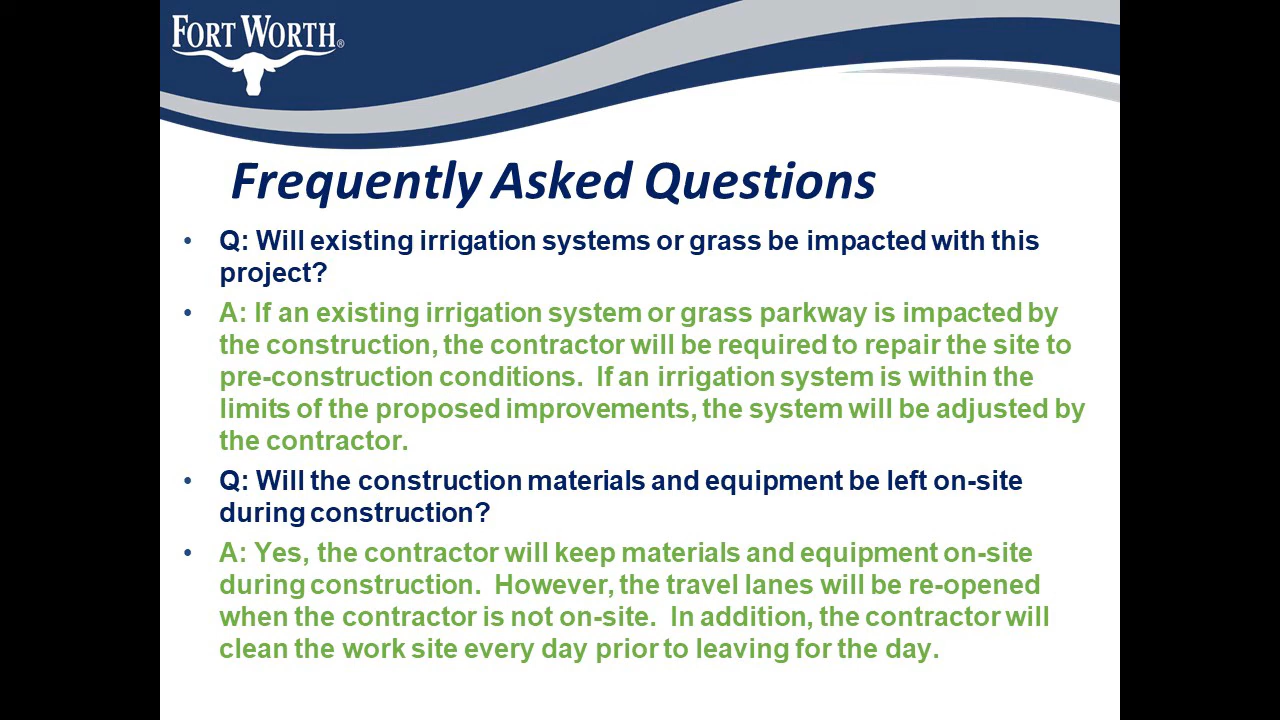 FORT WORTH®
Frequently Asked Questions
• Q: Will existing irrigation systems or grass be impacted with this
project?
• A: If an existing irrigation system or grass parkway is impacted by
the construction, the contractor will be required to repair the site to
pre-construction conditions.  If an irrigation system is within the
limits of the proposed improvements, the system will be adjusted by
the contractor.
• Q: Will the construction materials and equipment be left on-site
during construction?
• A: Yes, the contractor will keep materials and equipment on-site
during construction.  However, the travel lanes will be re-opened
when the contractor is not on-site.  In addition, the contractor will
clean the work site every day prior to leaving for the day.